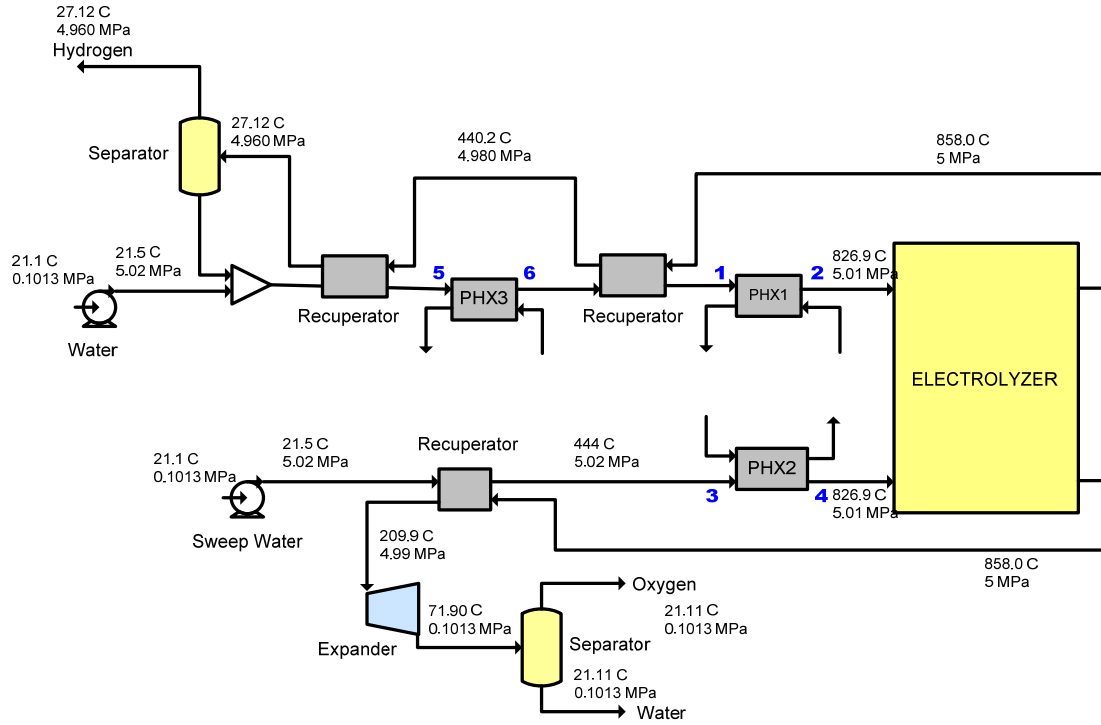 27.12 C
4.960 MPa
Hydrogen
Separator
27.12 C
4.960 MPa
440.2 C
4.980 MPa
858.0 C
5 MPa
21.1 C
0.1013 MPa
21.5 C
5.02 MPa
Water
Recuperator
5
PHX3
6
Recuperator
1
PHX1
2
826.9 C
5.01 MPa
ELECTROLYZER
21.1 C
0.1013 MPa
21.5 C
5.02 MPa
Sweep Water
Recuperator
444 C
5.02 MPa
3
PHX2
4
826.9 C
5.01 MPa
858.0 C
5 MPa
209.9 C
4.99 MPa
Expander
71.90 C
0.1013 MPa
Oxygen
21.11 C
0.1013 MPa
Separator
21.11 C
0.1013 MPa
Water